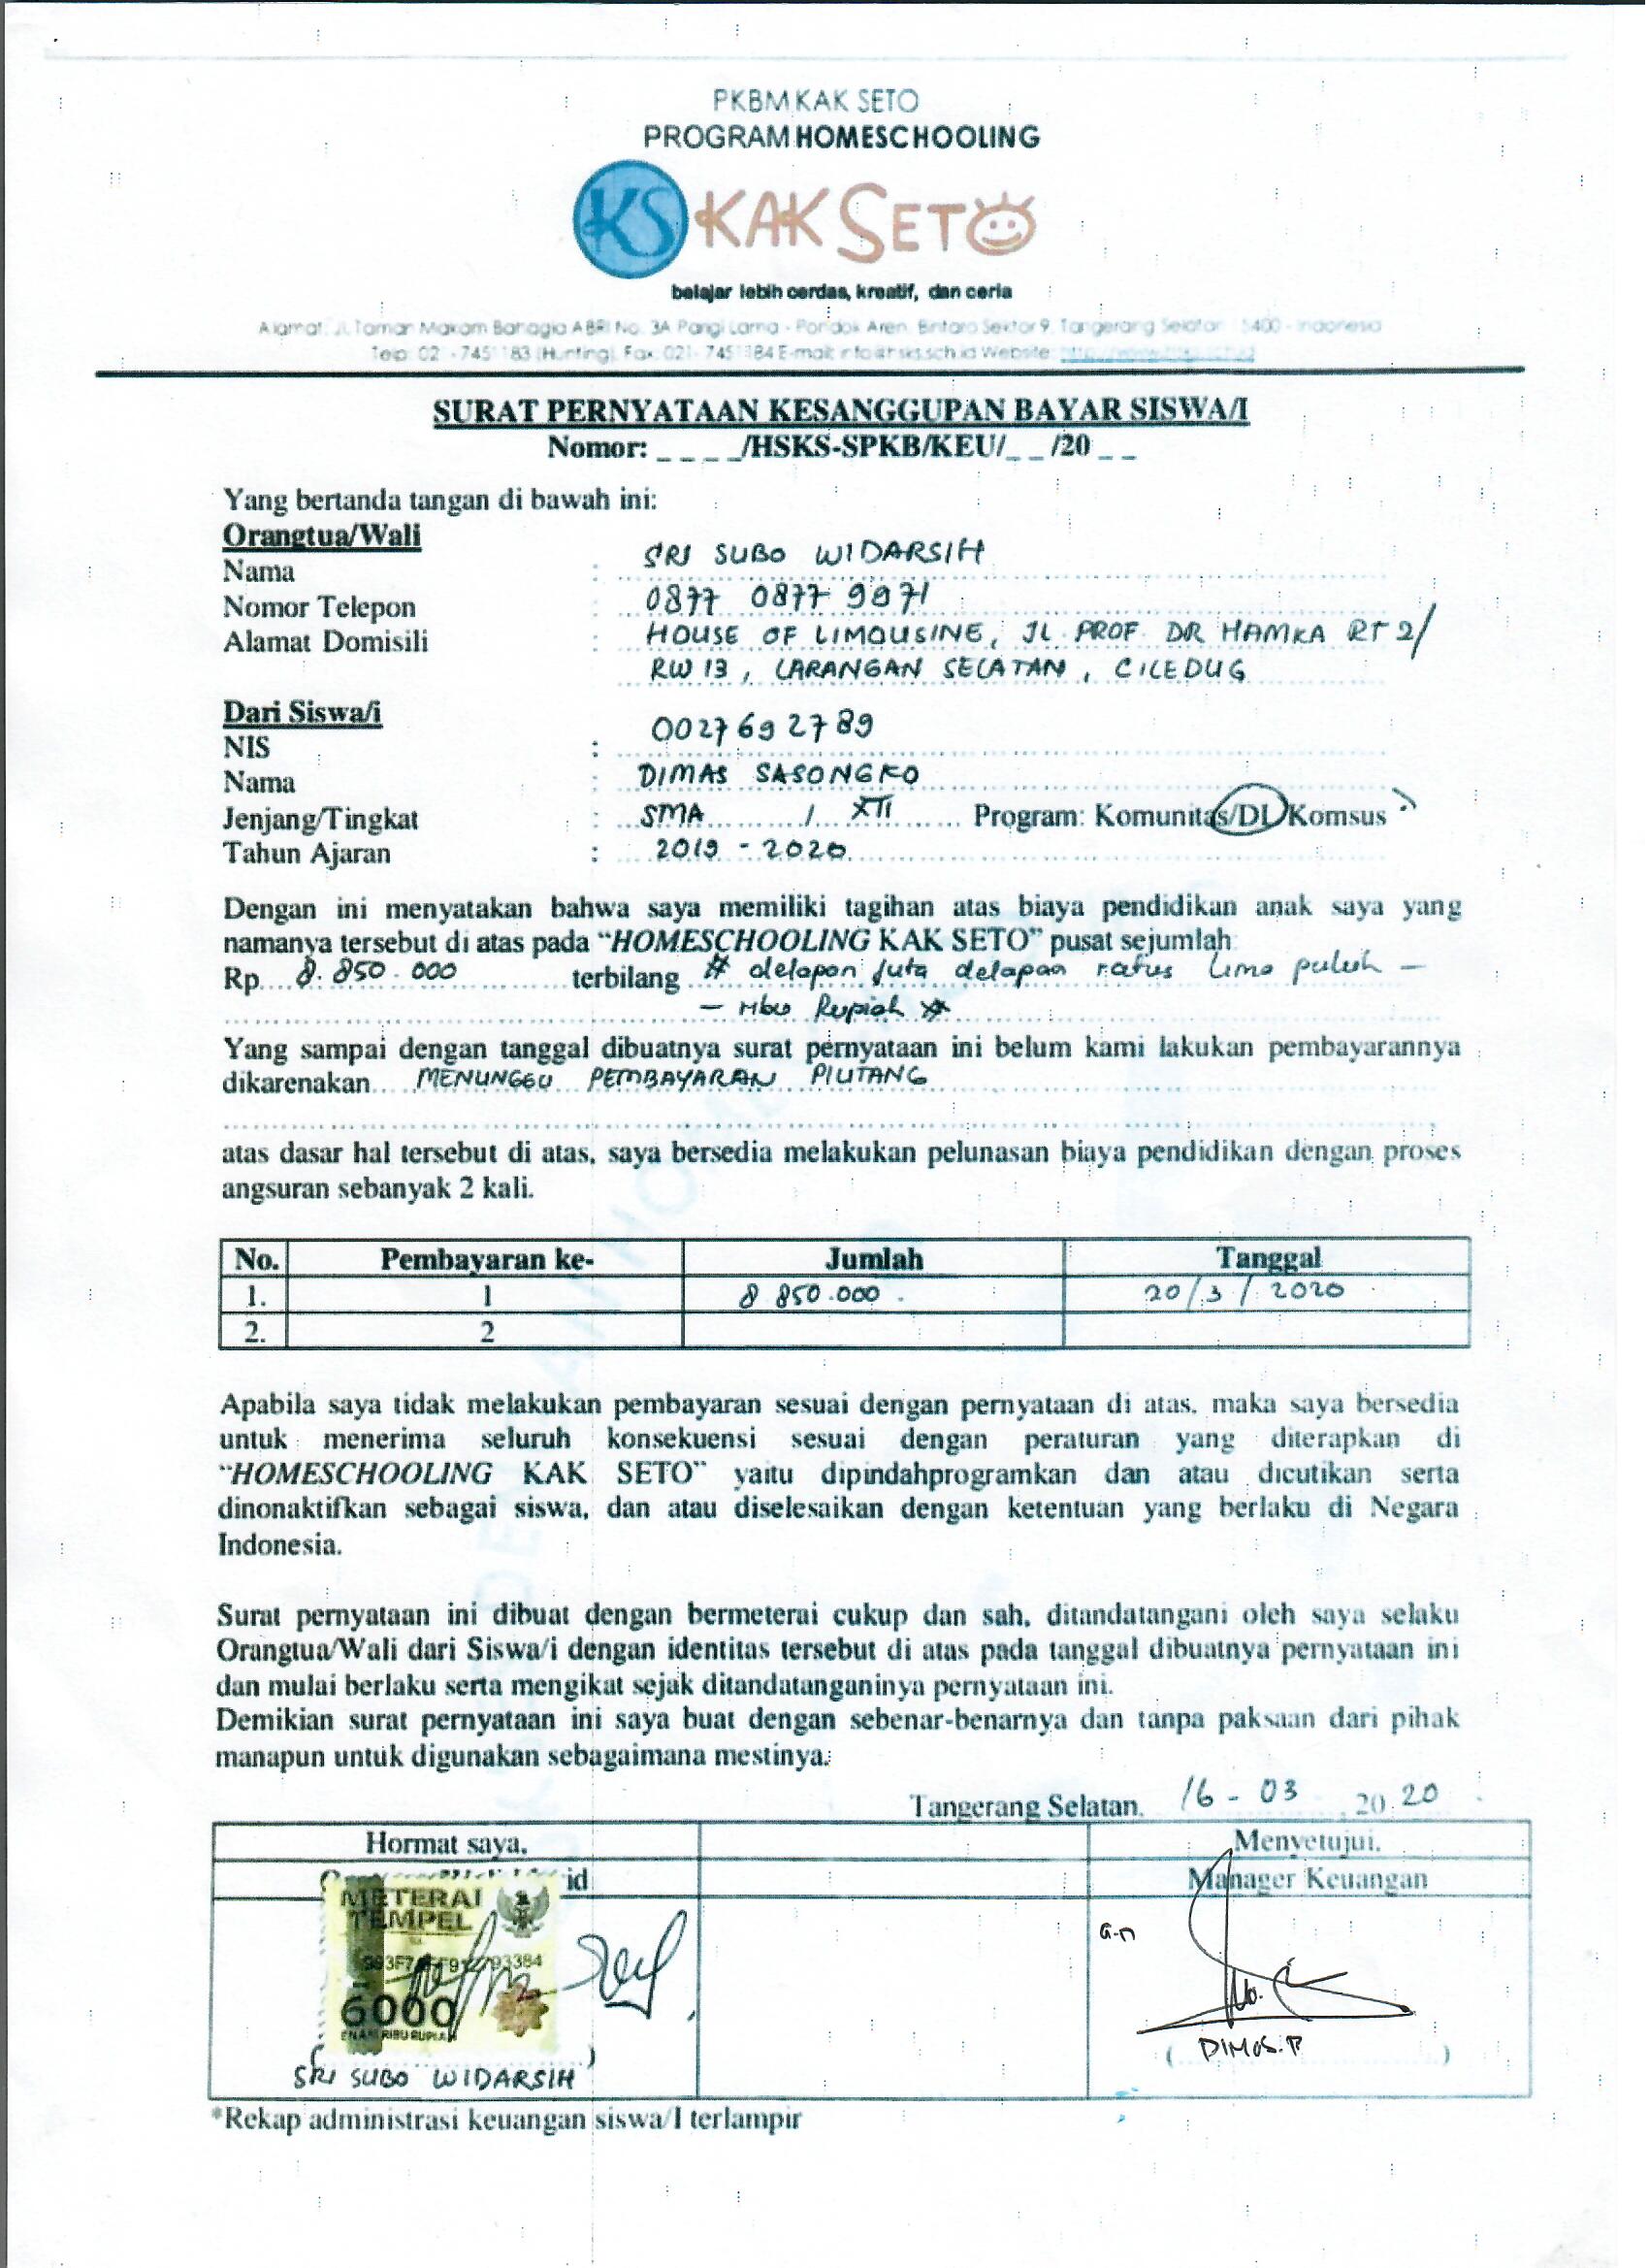 PKBM KAK SETO
PROGRAM HOMESCHOOLING
KS KAK SETO
belajar lebih cerdas, kreatif, dan ceria
Alamat: Jl. Taman Makam Bahagia ABRI No. 3A Parigi Lama - Pondok Aren, Bintaro Sektor 9, Tangerang Selatan 15400 - Indonesia
Telp: 021 - 7451183 (Hunting), Fax: 021- 7451184 E-mail: info@hsks.sch.id Website:
SURAT PERNYATAAN KESANGGUPAN BAYAR SISWA/I
Nomor: _ _ _ _/HSKS-SPKB/KEU/_ _ /20 _ _
Yang bertanda tangan di bawah ini:
Orangtua/Wali
Nama : SRI SUBO WIDARSIH
Nomor Telepon : 0877 0877 9971
Alamat Domisili : HOUSE OF LIMOUSINE, JL PROF DR HAMKA RT 2/
RW 13, LARANGAN SELATAN, CILEDUG
Dari Siswa/i
NIS : 0027692789
Nama : DIMAS SASONGKO
Jenjang/Tingkat : SMA / XII Program: Komunitas/DL/Komsus
Tahun Ajaran : 2019 - 2020
Dengan ini menyatakan bahwa saya memiliki tagihan atas biaya pendidikan anak saya yang
namanya tersebut di atas pada “HOMESCHOOLING KAK SETO” pusat sejumlah
Rp. 8.850.000 terbilang # delapan juta delapan ratus lima puluh -
- ribu Rupiah #
Yang sampai dengan tanggal dibuatnya surat pernyataan ini belum kami lakukan pembayarannya
dikarenakan MENUNGGU PEMBAYARAN PIUTANG
atas dasar hal tersebut di atas, saya bersedia melakukan pelunasan biaya pendidikan dengan proses
angsuran sebanyak 2 kali.
No. Pembayaran ke- Jumlah Tanggal
1. 1 8 850.000 20/3/2020
2. 2
Apabila saya tidak melakukan pembayaran sesuai dengan pernyataan di atas, maka saya bersedia
untuk menerima seluruh konsekuensi sesuai dengan peraturan yang diterapkan di
“HOMESCHOOLING KAK SETO” yaitu dipindahprogramkan dan atau dicutikan serta
dinonaktifkan sebagai siswa, dan atau diselesaikan dengan ketentuan yang berlaku di Negara
Indonesia.
Surat pernyataan ini dibuat dengan bermeterai cukup dan sah, ditandatangani oleh saya selaku
Orangtua/Wali dari Siswa/i dengan identitas tersebut di atas pada tanggal dibuatnya pernyataan ini
dan mulai berlaku serta mengikat sejak ditandatanganinya pernyataan ini.
Demikian surat pernyataan ini saya buat dengan sebenar-benarnya dan tanpa paksaan dari pihak
manapun untuk digunakan sebagaimana mestinya.
Tangerang Selatan, 16 - 03 , 20 20
Hormat saya, Menyetujui,
Manager Keuangan
METERAI
TEMPEL
6000
ENAM RIBU RUPIAH
a.n
DIMAS.P
SRI SUBO WIDARSIH
*Rekap administrasi keuangan siswa/I terlampir